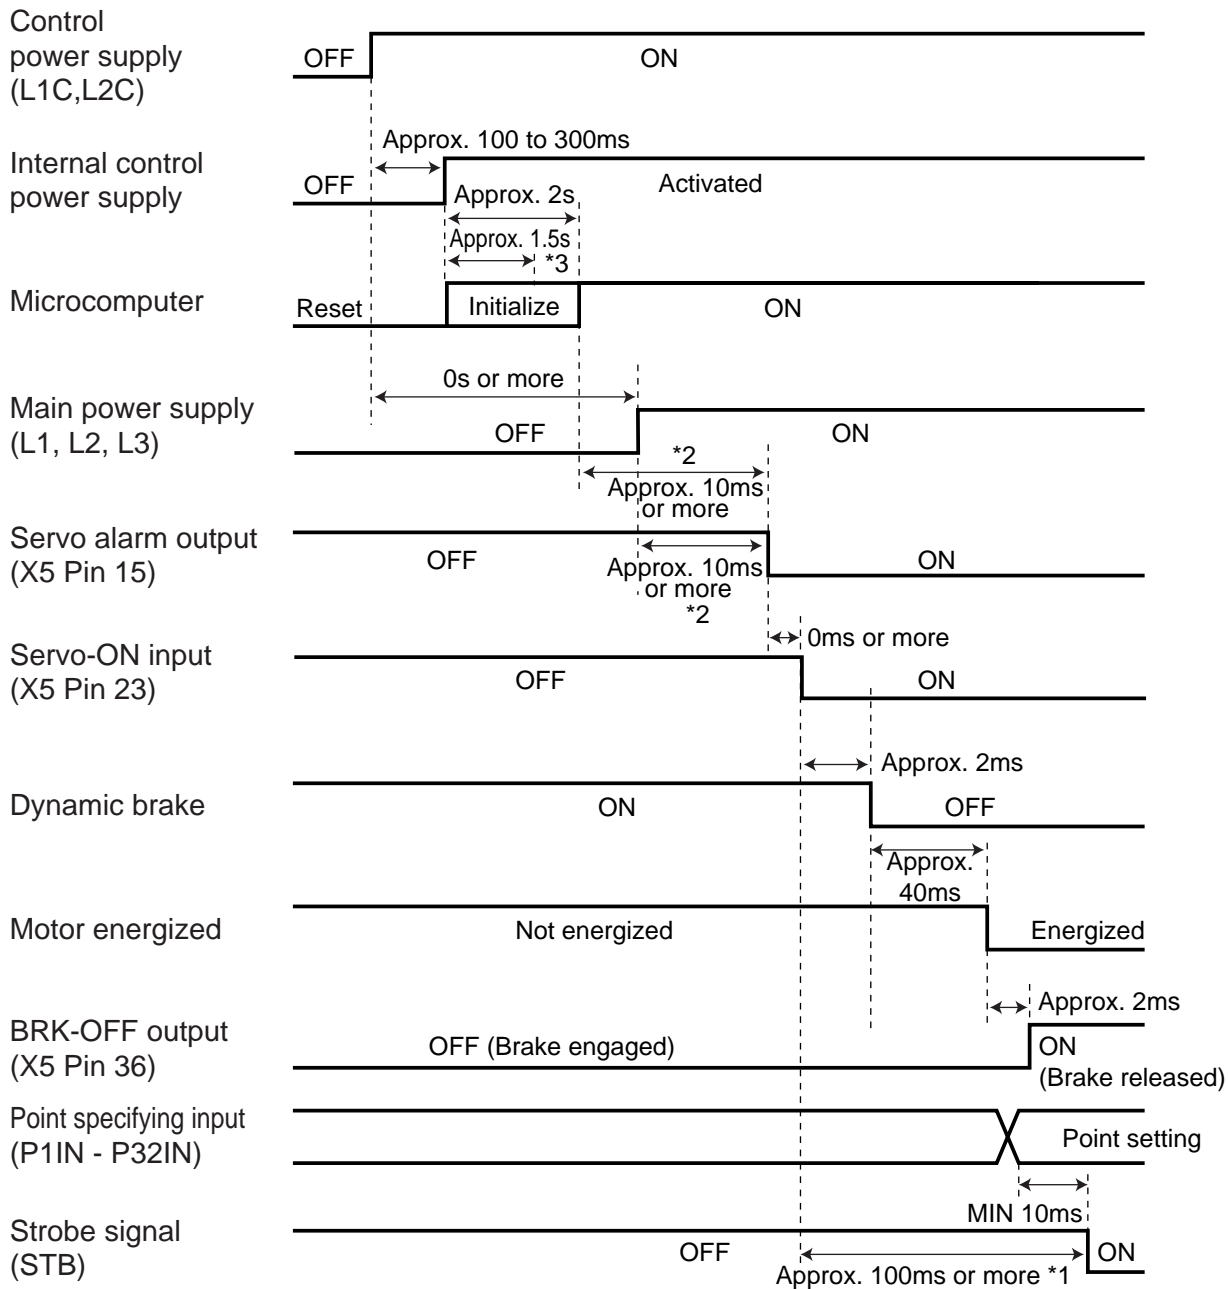 Control
power supply
(L1C,L2C)
OFF
ON
Approx. 100 to 300ms
Internal control
power supply
OFF
Activated
Approx. 2s
Approx. 1.5s
*3
Microcomputer
Reset
Initialize
ON
0s or more
Main power supply
(L1, L2, L3)
OFF
ON
*2
Approx. 10ms
or more
Servo alarm output
(X5 Pin 15)
OFF
ON
Approx. 10ms
or more
*2
0ms or more
Servo-ON input
(X5 Pin 23)
OFF
ON
Approx. 2ms
Dynamic brake
ON
OFF
Approx.
40ms
Motor energized
Not energized
Energized
Approx. 2ms
BRK-OFF output
(X5 Pin 36)
OFF (Brake engaged)
ON
(Brake released)
Point specifying input
(P1IN - P32IN)
Point setting
MIN 10ms
Strobe signal
(STB)
OFF
ON
Approx. 100ms or more *1